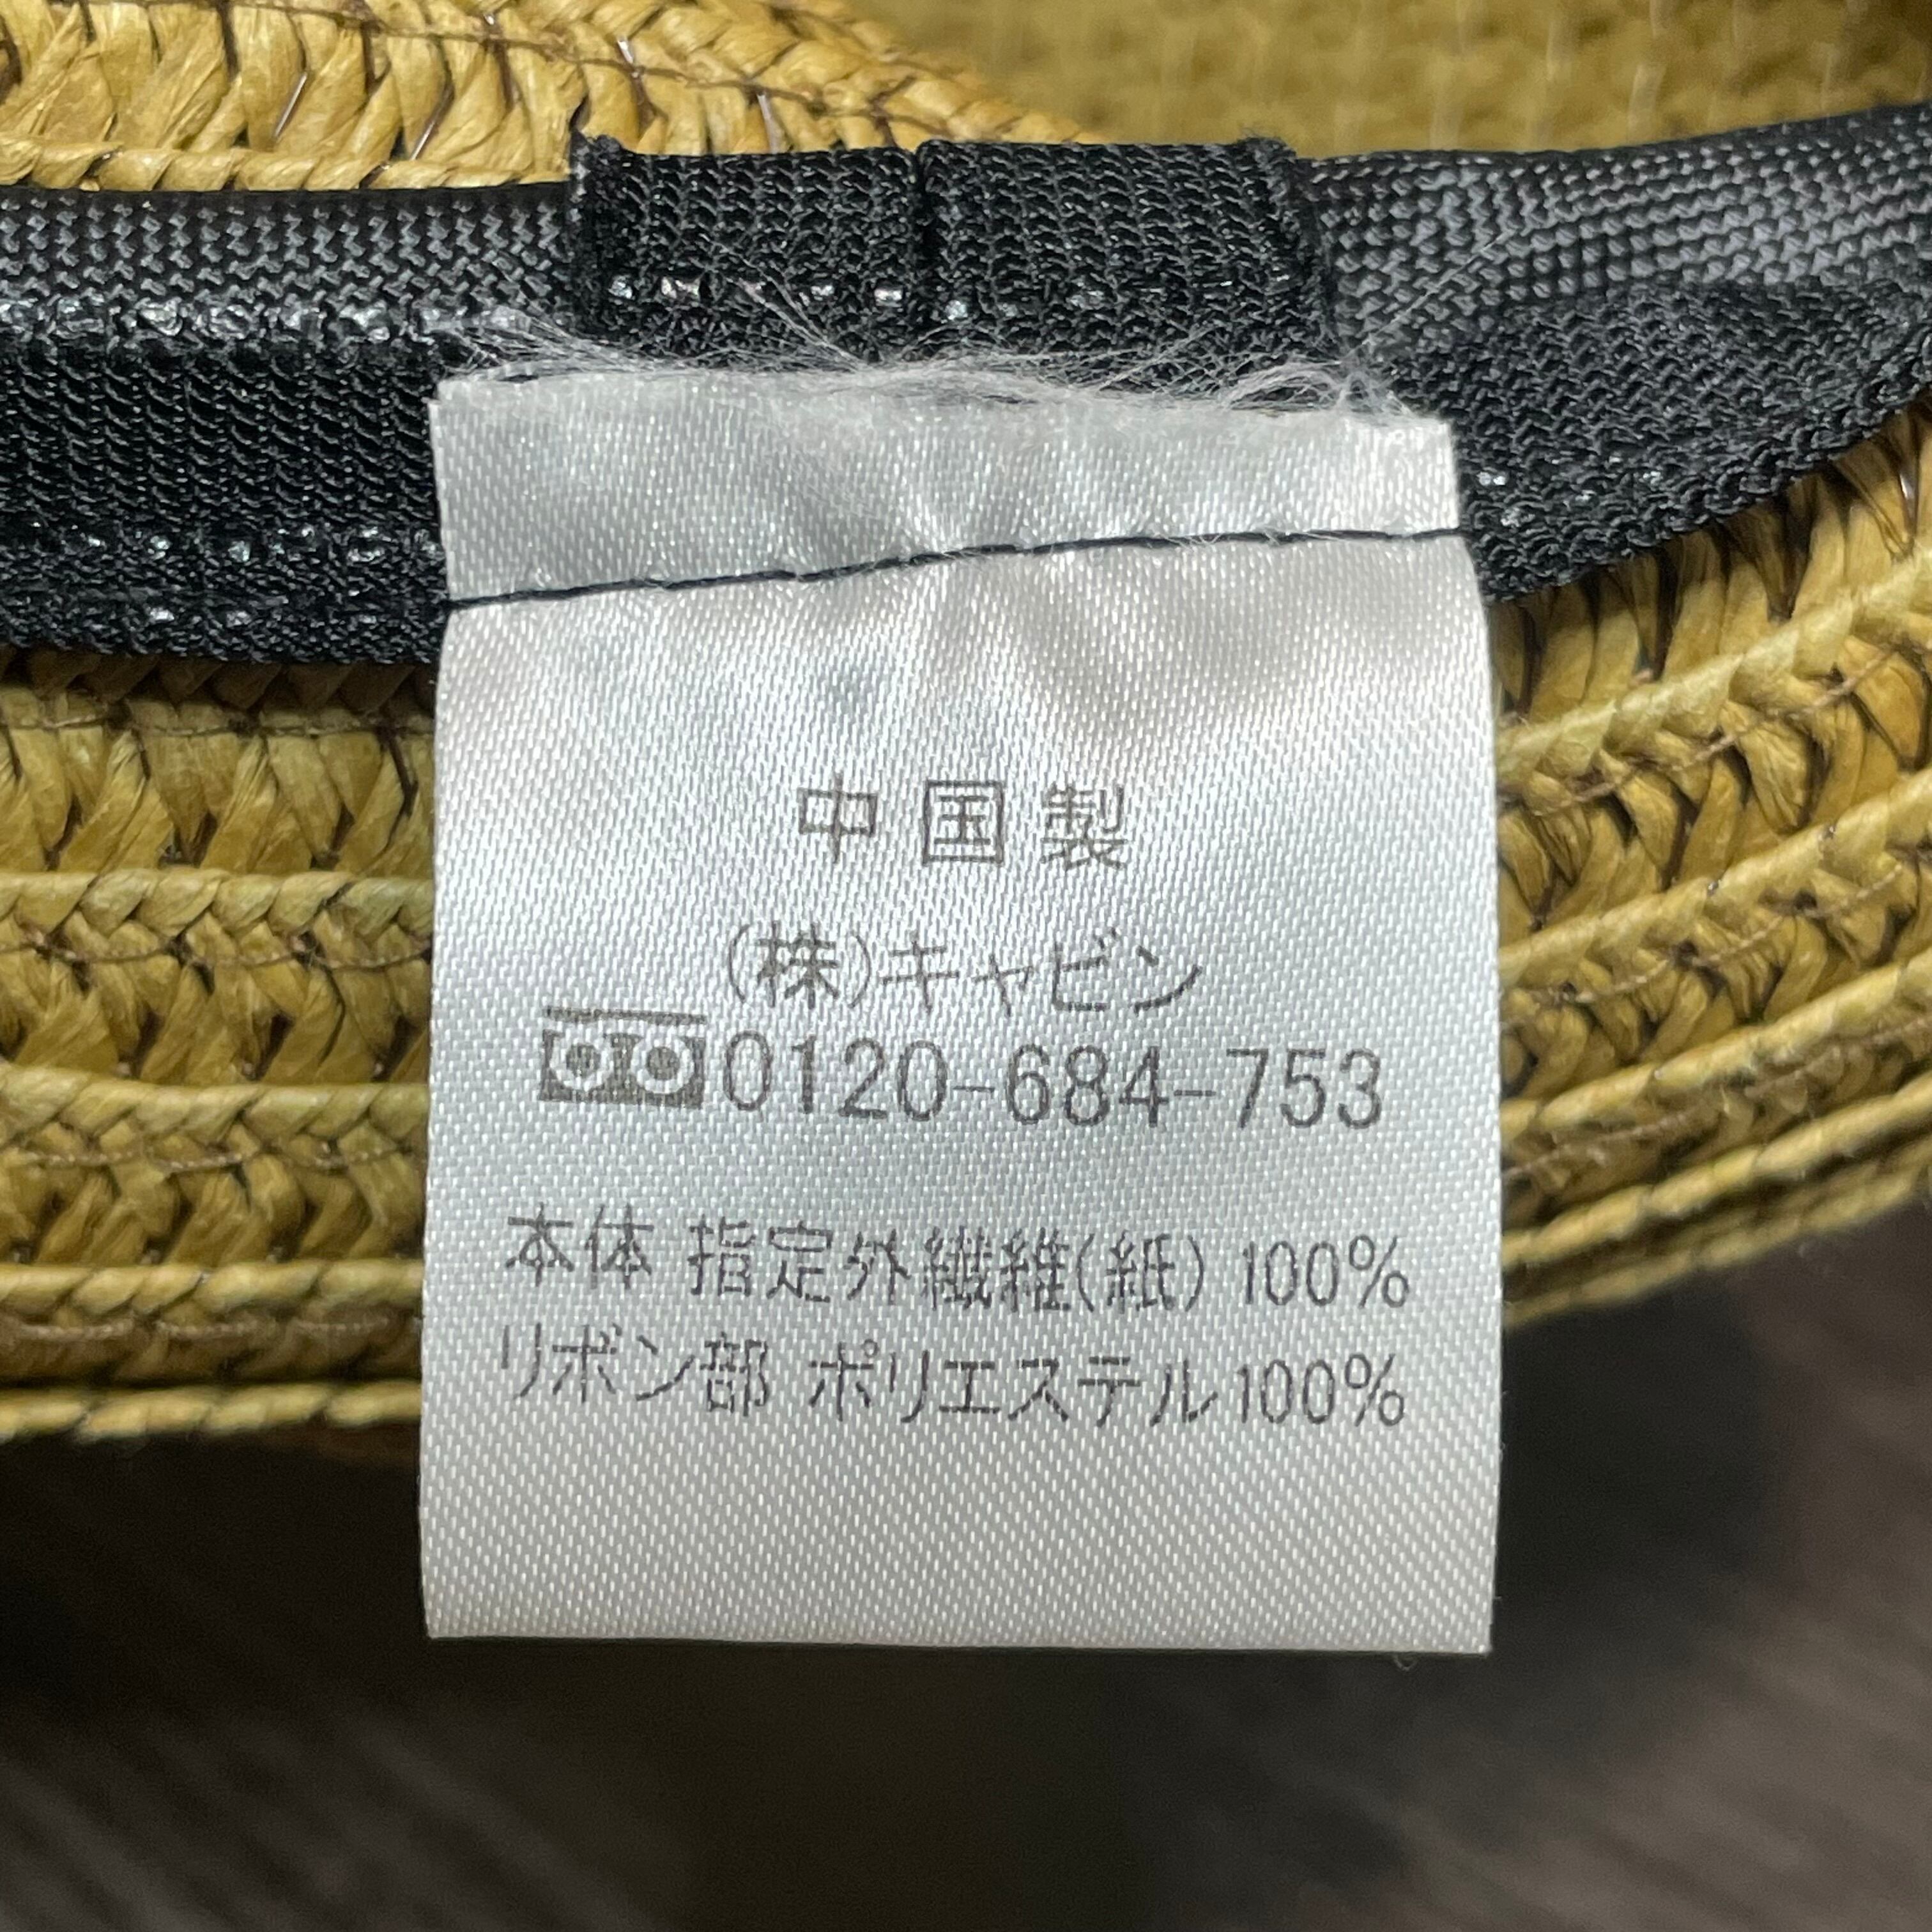 中国製
(株)キャビン
0120-684-753
本体 指定外繊維(紙) 100%
リボン部 ポリエステル100%